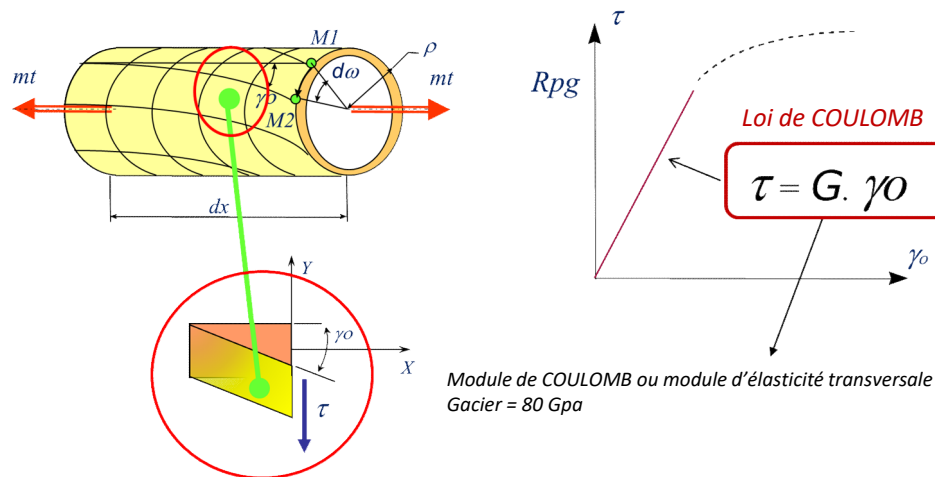 M1
ρ
mt
dω
mt
γo
M2
dx
Y
γo
X
τ
τ
Rpg
Loi de COULOMB
τ = G. γo
γo
Module de COULOMB ou module d’élasticité transversale
Gacier = 80 Gpa